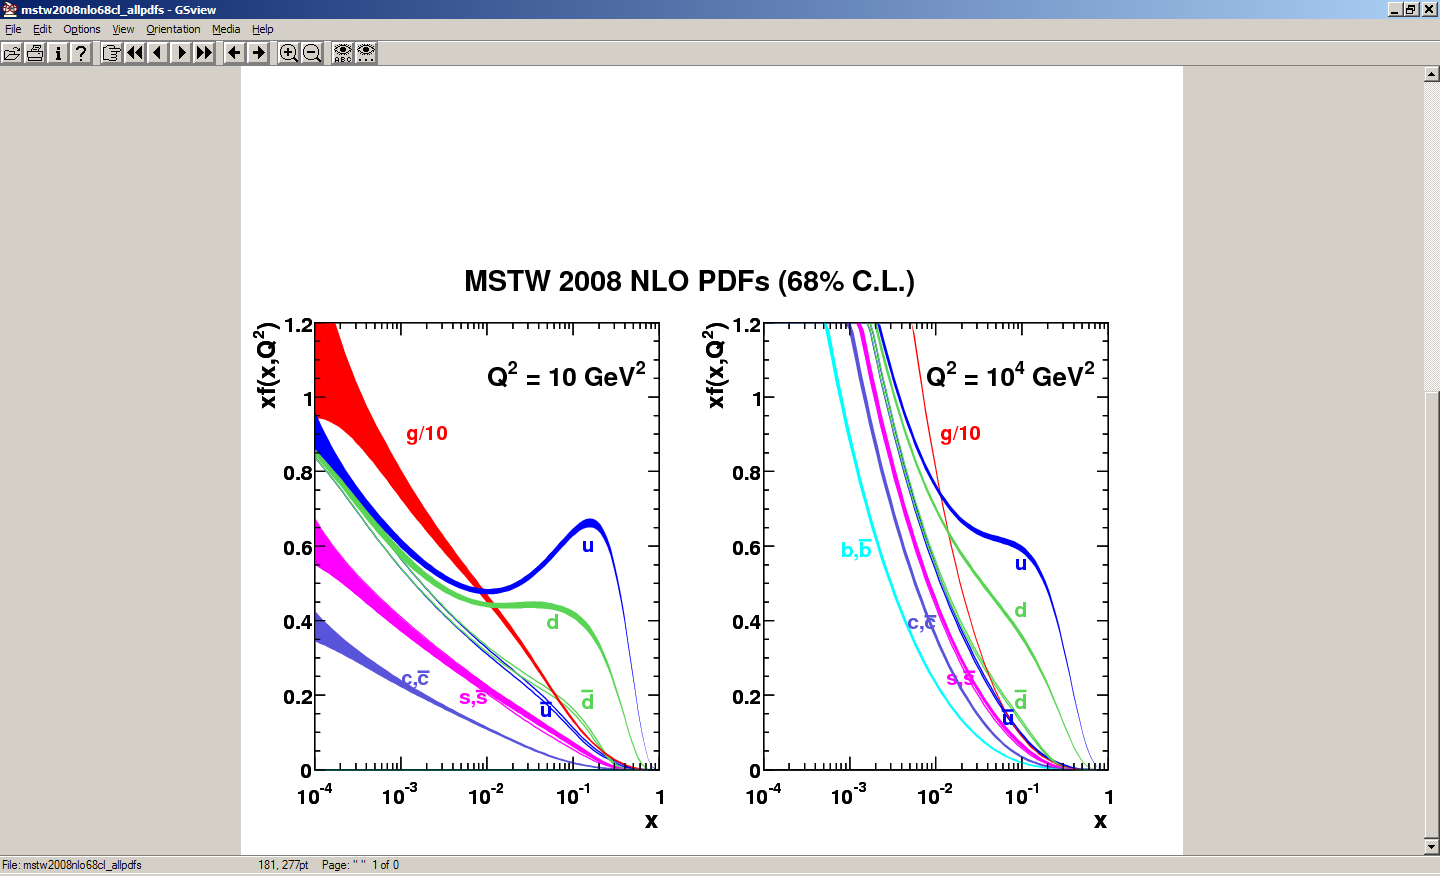 mstw2008nlo68cl_allpdfs - GSview
File Edit Options View Orientation Media Help
ABC
MSTW 2008 NLO PDFs (68% C.L.)
xf(x,Q²)
1.2
1
0.8
0.6
0.4
0.2
0
Q² = 10 GeV²
g/10
u
d
c,c̅
s,s̅
u̅
d̅
10⁻⁴ 10⁻³ 10⁻² 10⁻¹ 1
x
xf(x,Q²)
1.2
1
0.8
0.6
0.4
0.2
0
Q² = 10⁴ GeV²
g/10
b,b̅
u
d
c,c̅
s,s̅
d̅
u̅
10⁻⁴ 10⁻³ 10⁻² 10⁻¹ 1
x
File: mstw2008nlo68cl_allpdfs 181, 277pt Page: " " 1 of 0